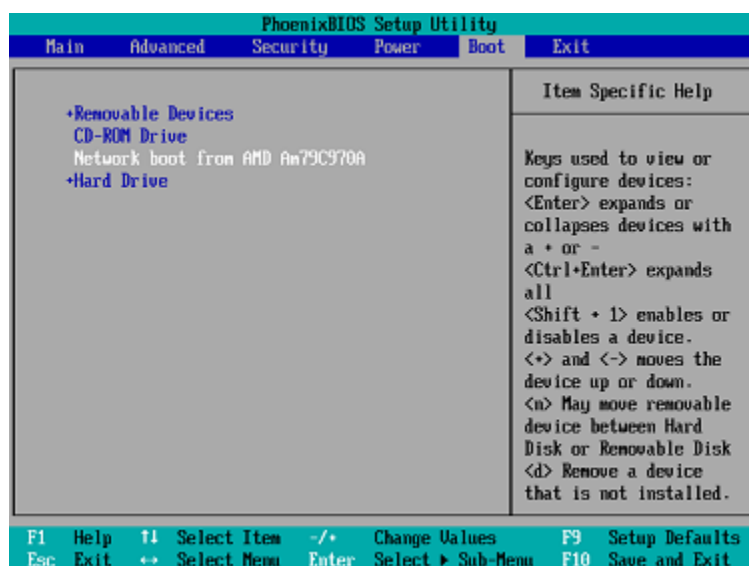 PhoenixBIOS Setup Utility
Main Advanced Security Power Boot Exit
+Removable Devices
CD-ROM Drive
Network boot from AMD Am79C970A
+Hard Drive
Item Specific Help
Keys used to view or
configure devices:
<Enter> expands or
collapses devices with
a + or -
<Ctrl+Enter> expands
all
<Shift + 1> enables or
disables a device.
<+> and <-> moves the
device up or down.
<n> May move removable
device between Hard
Disk or Removable Disk
<d> Remove a device
that is not installed.
F1 Help ↑↓ Select Item -/+ Change Values F9 Setup Defaults
Esc Exit ↔ Select Menu Enter Select ▶ Sub-Menu F10 Save and Exit